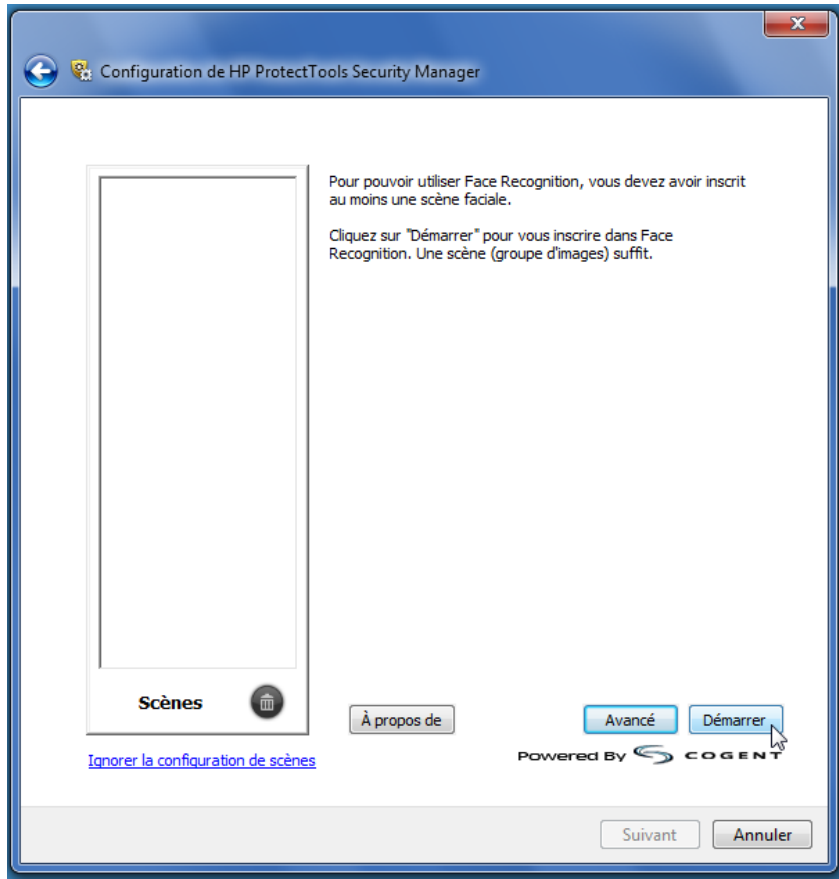 Configuration de HP ProtectTools Security Manager
Pour pouvoir utiliser Face Recognition, vous devez avoir inscrit
au moins une scène faciale.
Cliquez sur "Démarrer" pour vous inscrire dans Face
Recognition. Une scène (groupe d'images) suffit.
Scènes
À propos de
Avancé
Démarrer
Ignorer la configuration de scènes
Powered By COGENT
Suivant
Annuler